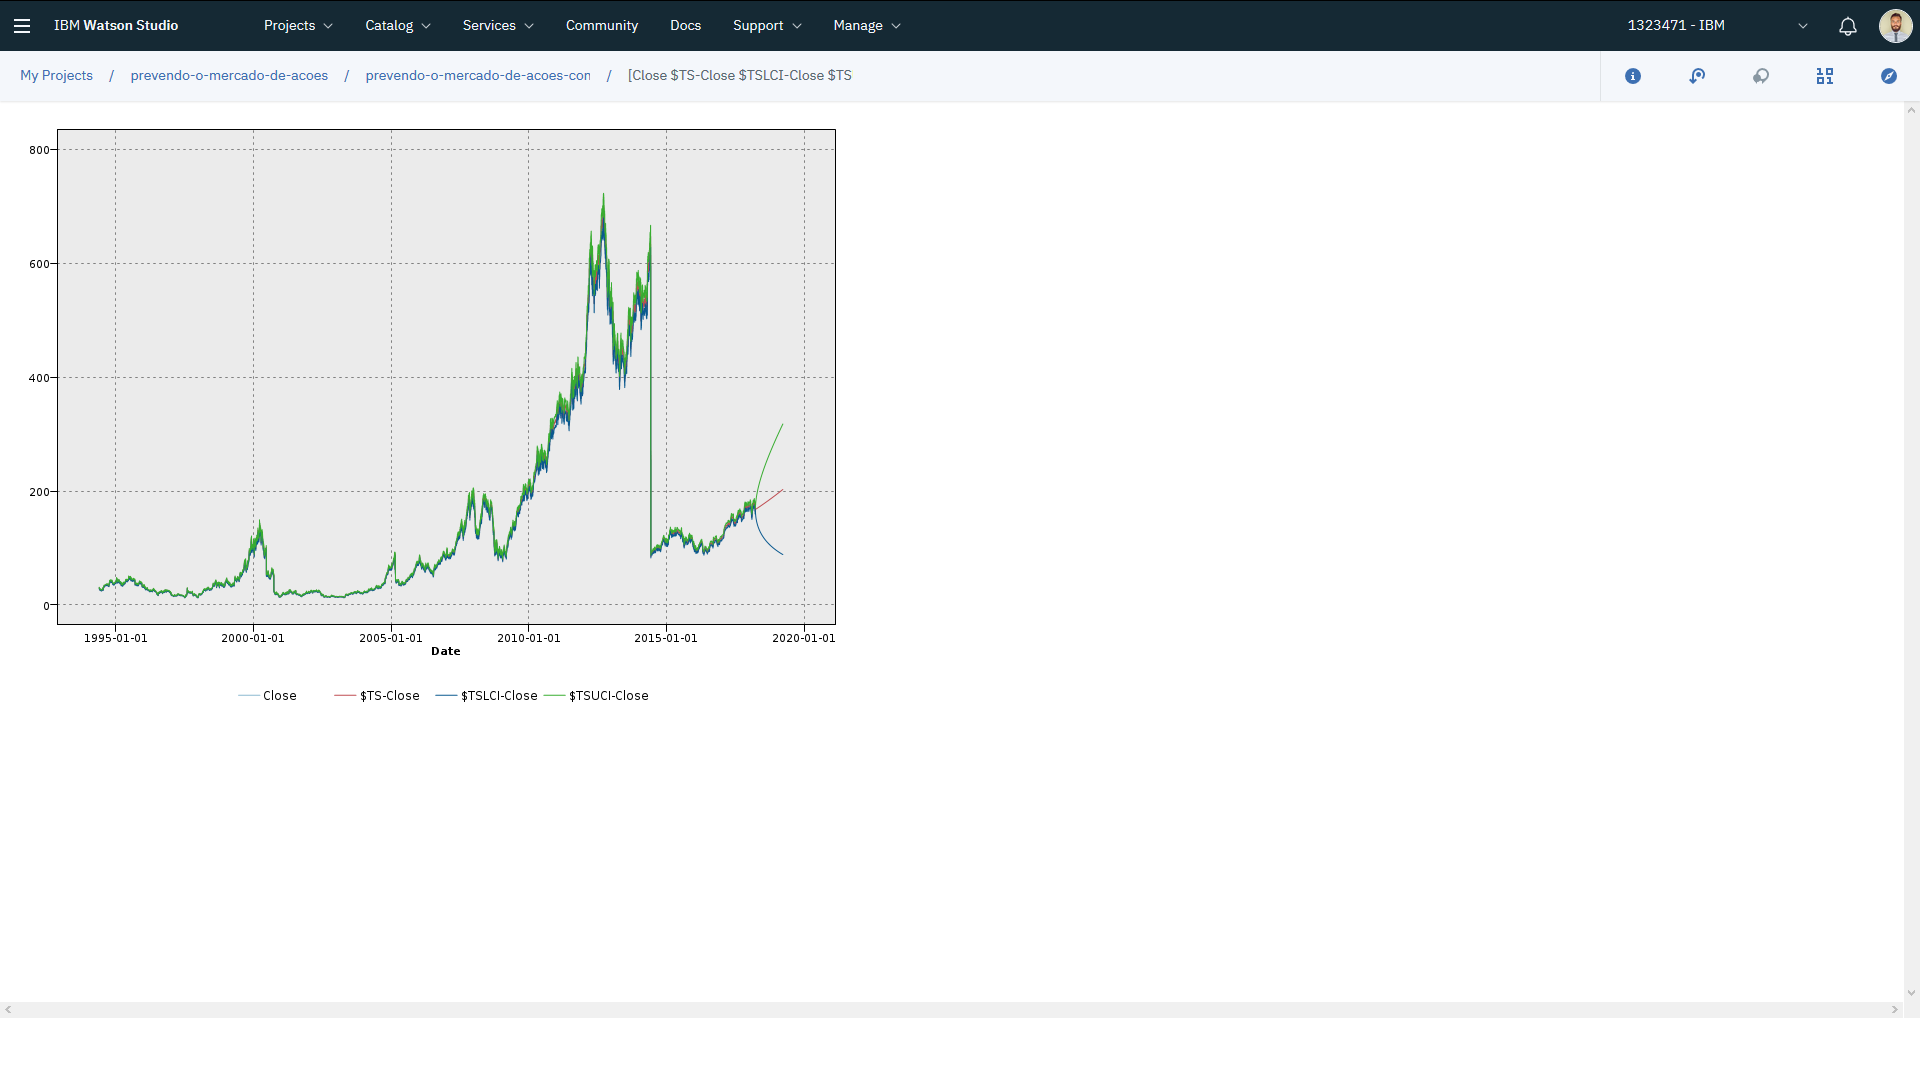 IBM Watson Studio Projects Catalog Services Community Docs Support Manage 1323471 - IBM
My Projects / prevendo-o-mercado-de-acoes / prevendo-o-mercado-de-acoes-con / [Close $TS-Close $TSLCI-Close $TS
800
600
400
200
0
1995-01-01 2000-01-01 2005-01-01 2010-01-01 2015-01-01 2020-01-01
Date
Close $TS-Close $TSLCI-Close $TSUCI-Close